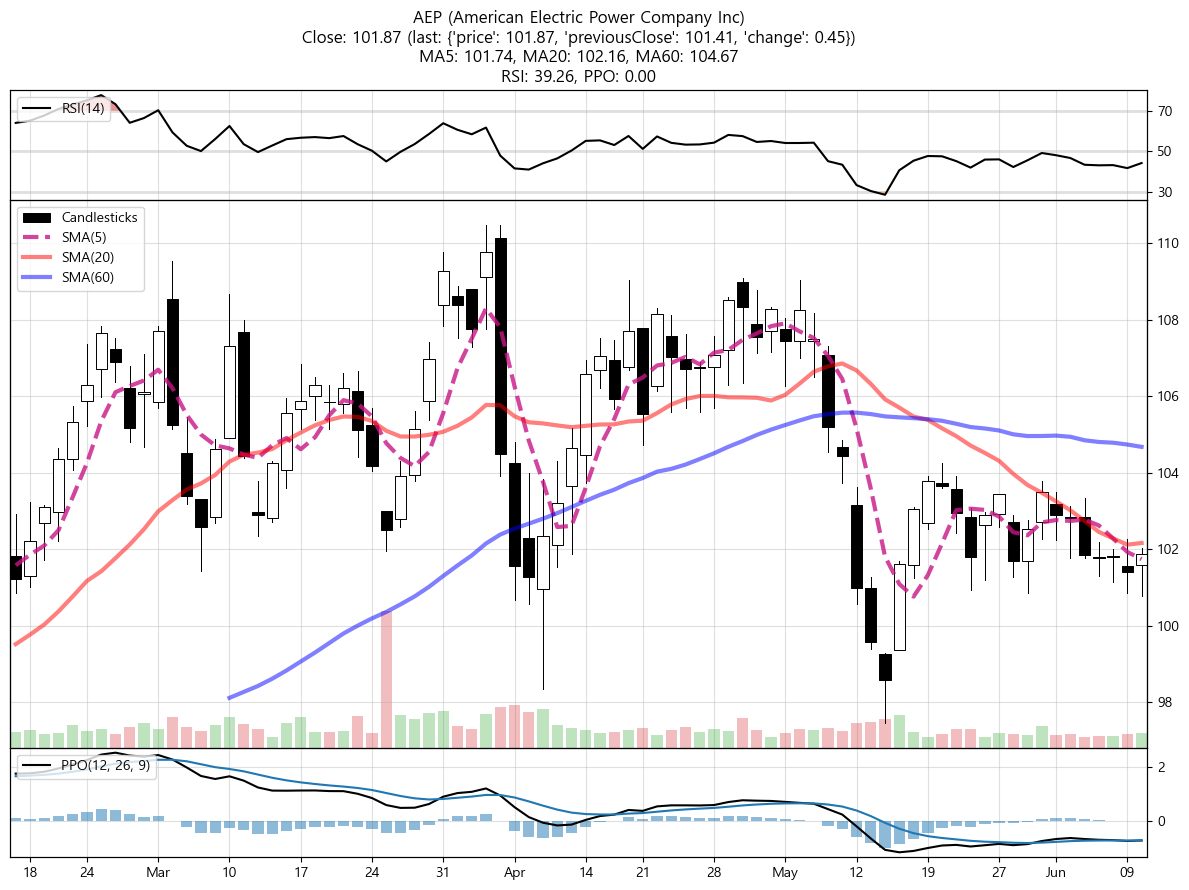 AEP (American Electric Power Company Inc)
Close: 101.87 (last: {'price': 101.87, 'previousClose': 101.41, 'change': 0.45})
MA5: 101.74, MA20: 102.16, MA60: 104.67
RSI: 39.26, PPO: 0.00
RSI(14)
70
50
30
Candlesticks
SMA(5)
SMA(20)
SMA(60)
110
108
106
104
102
100
98
PPO(12, 26, 9)
2
0
18 24 Mar 10 17 24 31 Apr 14 21 28 May 12 19 27 Jun 09